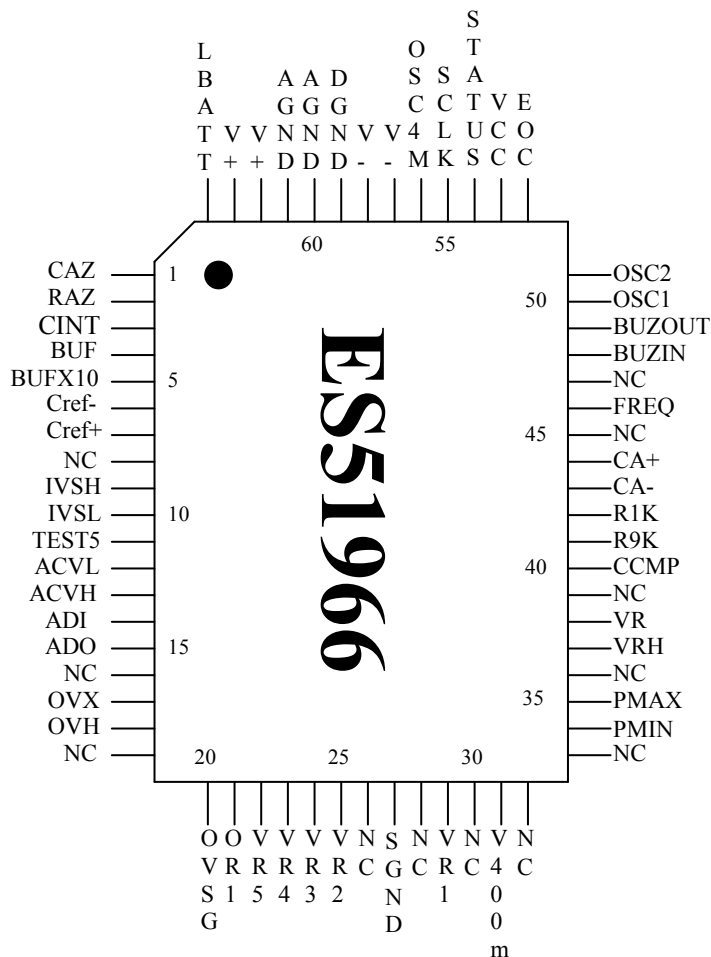 LBATT
V+
V+
AGND
AGND
DGND
V-
V-
OSC4M
SCLK
STATUS
VCC
EOC
60
55
CAZ
1
RAZ
CINT
BUF
BUFX10
5
Cref-
Cref+
NC
IVSH
IVSL
10
TEST5
ACVL
ACVH
ADI
ADO
15
NC
OVX
OVH
NC
ES51966
OSC2
50
OSC1
BUZOUT
BUZIN
NC
FREQ
45
NC
CA+
CA-
R1K
R9K
40
CCMP
NC
VR
VRH
NC
35
PMAX
PMIN
NC
20
25
30
OVSG
OR1
VR5
VR4
VR3
VR2
NC
SGND
NC
VR1
NC
V400m
NC